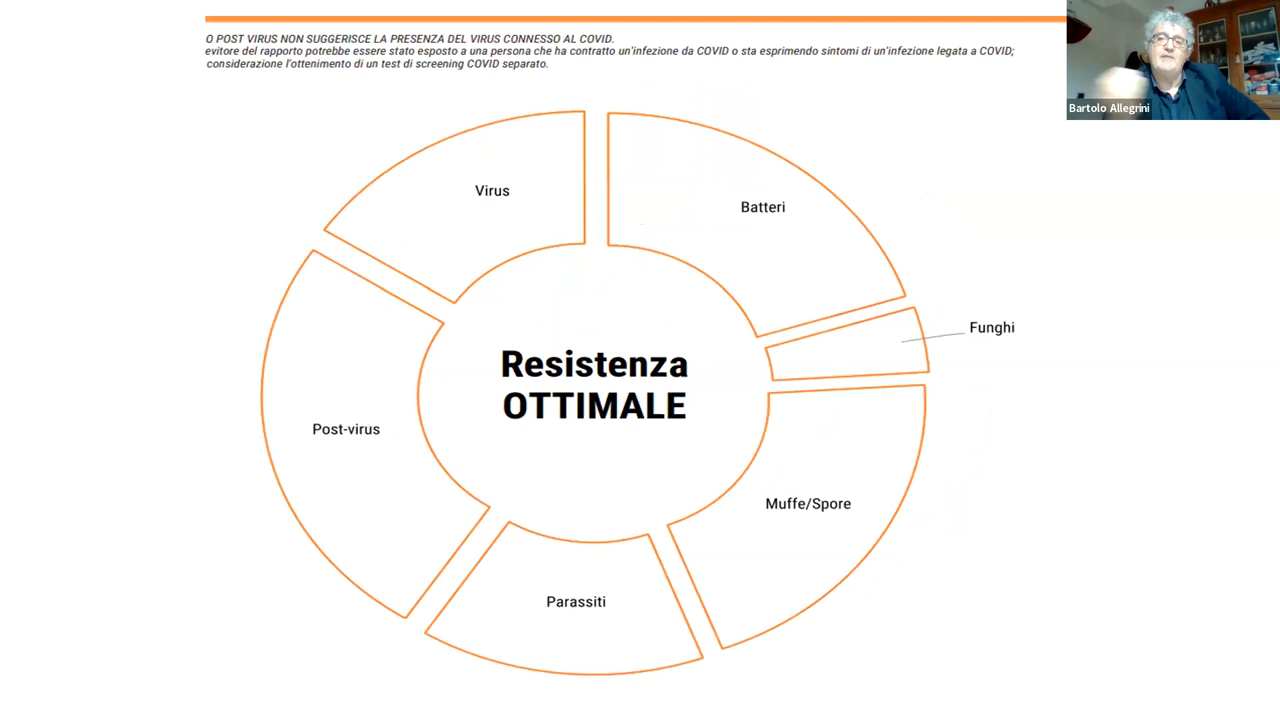 O POST VIRUS NON SUGGERISCE LA PRESENZA DEL VIRUS CONNESSO AL COVID.
evitore del rapporto potrebbe essere stato esposto a una persona che ha contratto un'infezione da COVID o sta esprimendo sintomi di un'infezione legata a COVID;
considerazione l'ottenimento di un test di screening COVID separato.
Bartolo Allegrini
Virus
Batteri
Funghi
Resistenza
OTTIMALE
Post-virus
Muffe/Spore
Parassiti